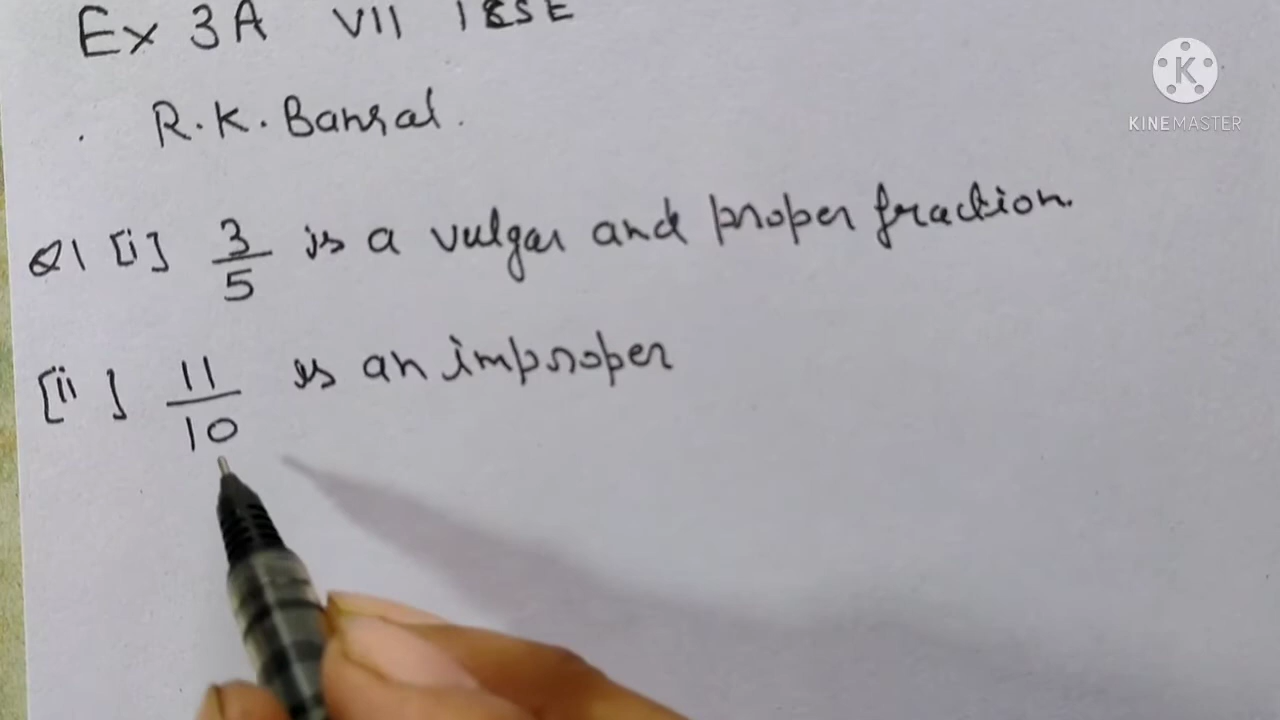 Ex 3A VII ICSE
R.K. Bansal.
KINEMASTER
Q1 [i] 3/5 is a vulgar and proper fraction.
[ii] 11/10 is an improper